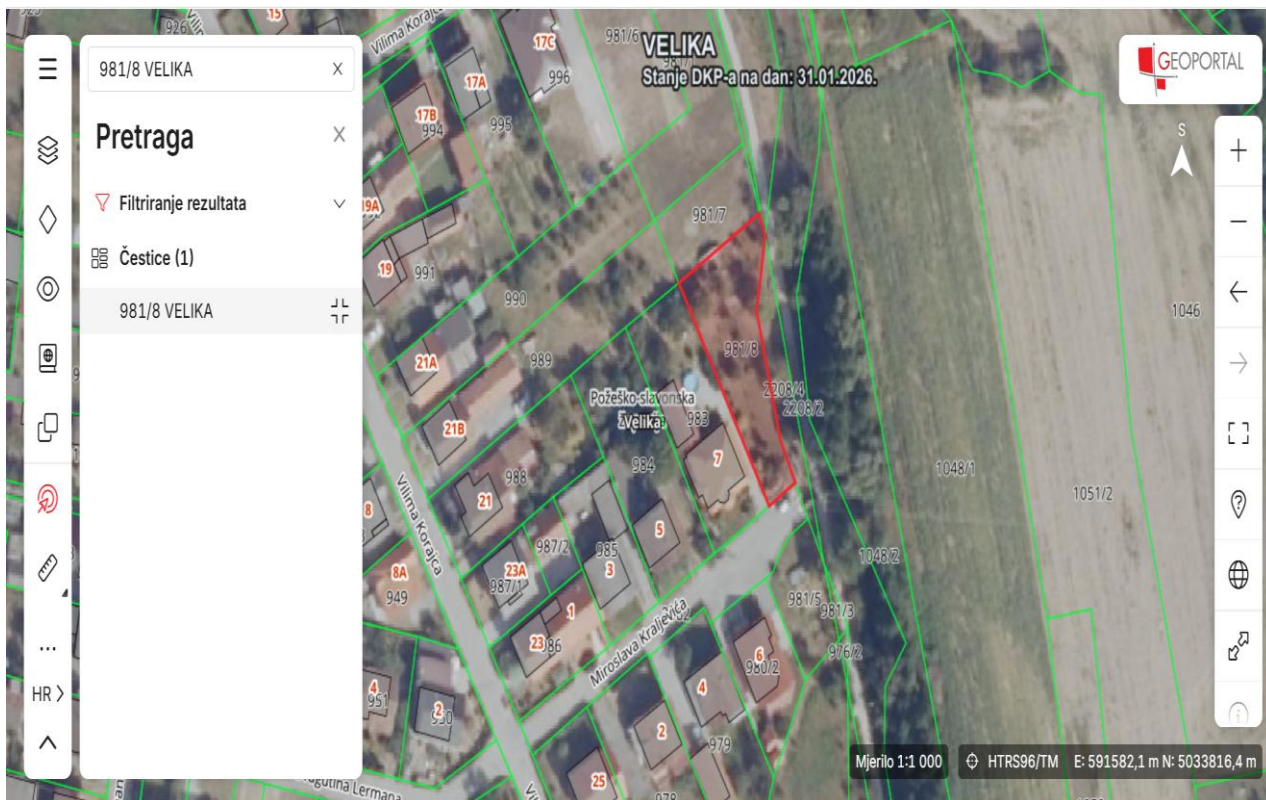 981/8 VELIKA
X
Pretraga
X
Filtriranje rezultata
Čestice (1)
981/8 VELIKA
HR
...
VELIKA
Stanje DKP-a na dan: 31.01.2026.
GEOPORTAL
S
15
926
Vilima Korajca
17C
981/6
996
17A
17B
994
995
19A
981/7
19
991
990
1046
21A
989
981/8
Požeško-slavonska
Velika
983
2208/4
2208/2
21B
984
7
988
21
1048/1
1051/2
Vilima Korajca
8
987/2
985
5
8A
949
23A
987/1
3
1048/2
1
981/5
981/3
23
Miroslava Kraljevića
976/2
6
980/2
4
951
4
2
2
979
25
978
Mjerilo 1:1 000
HTRS96/TM
E: 591582,1 m N: 5033816,4 m